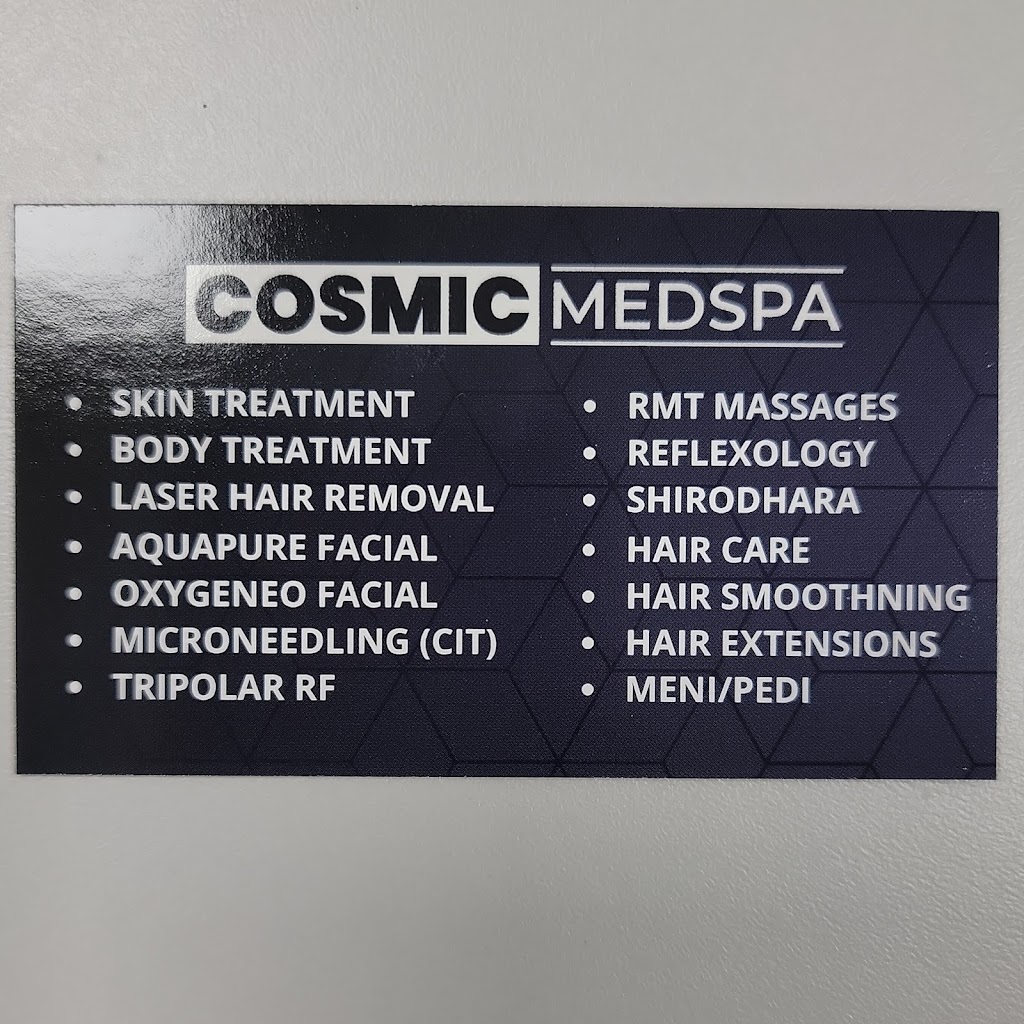 COSMIC MEDSPA
• SKIN TREATMENT
• BODY TREATMENT
• LASER HAIR REMOVAL
• AQUAPURE FACIAL
• OXYGENEO FACIAL
• MICRONEEDLING (CIT)
• TRIPOLAR RF
• RMT MASSAGES
• REFLEXOLOGY
• SHIRODHARA
• HAIR CARE
• HAIR SMOOTHNING
• HAIR EXTENSIONS
• MENI/PEDI